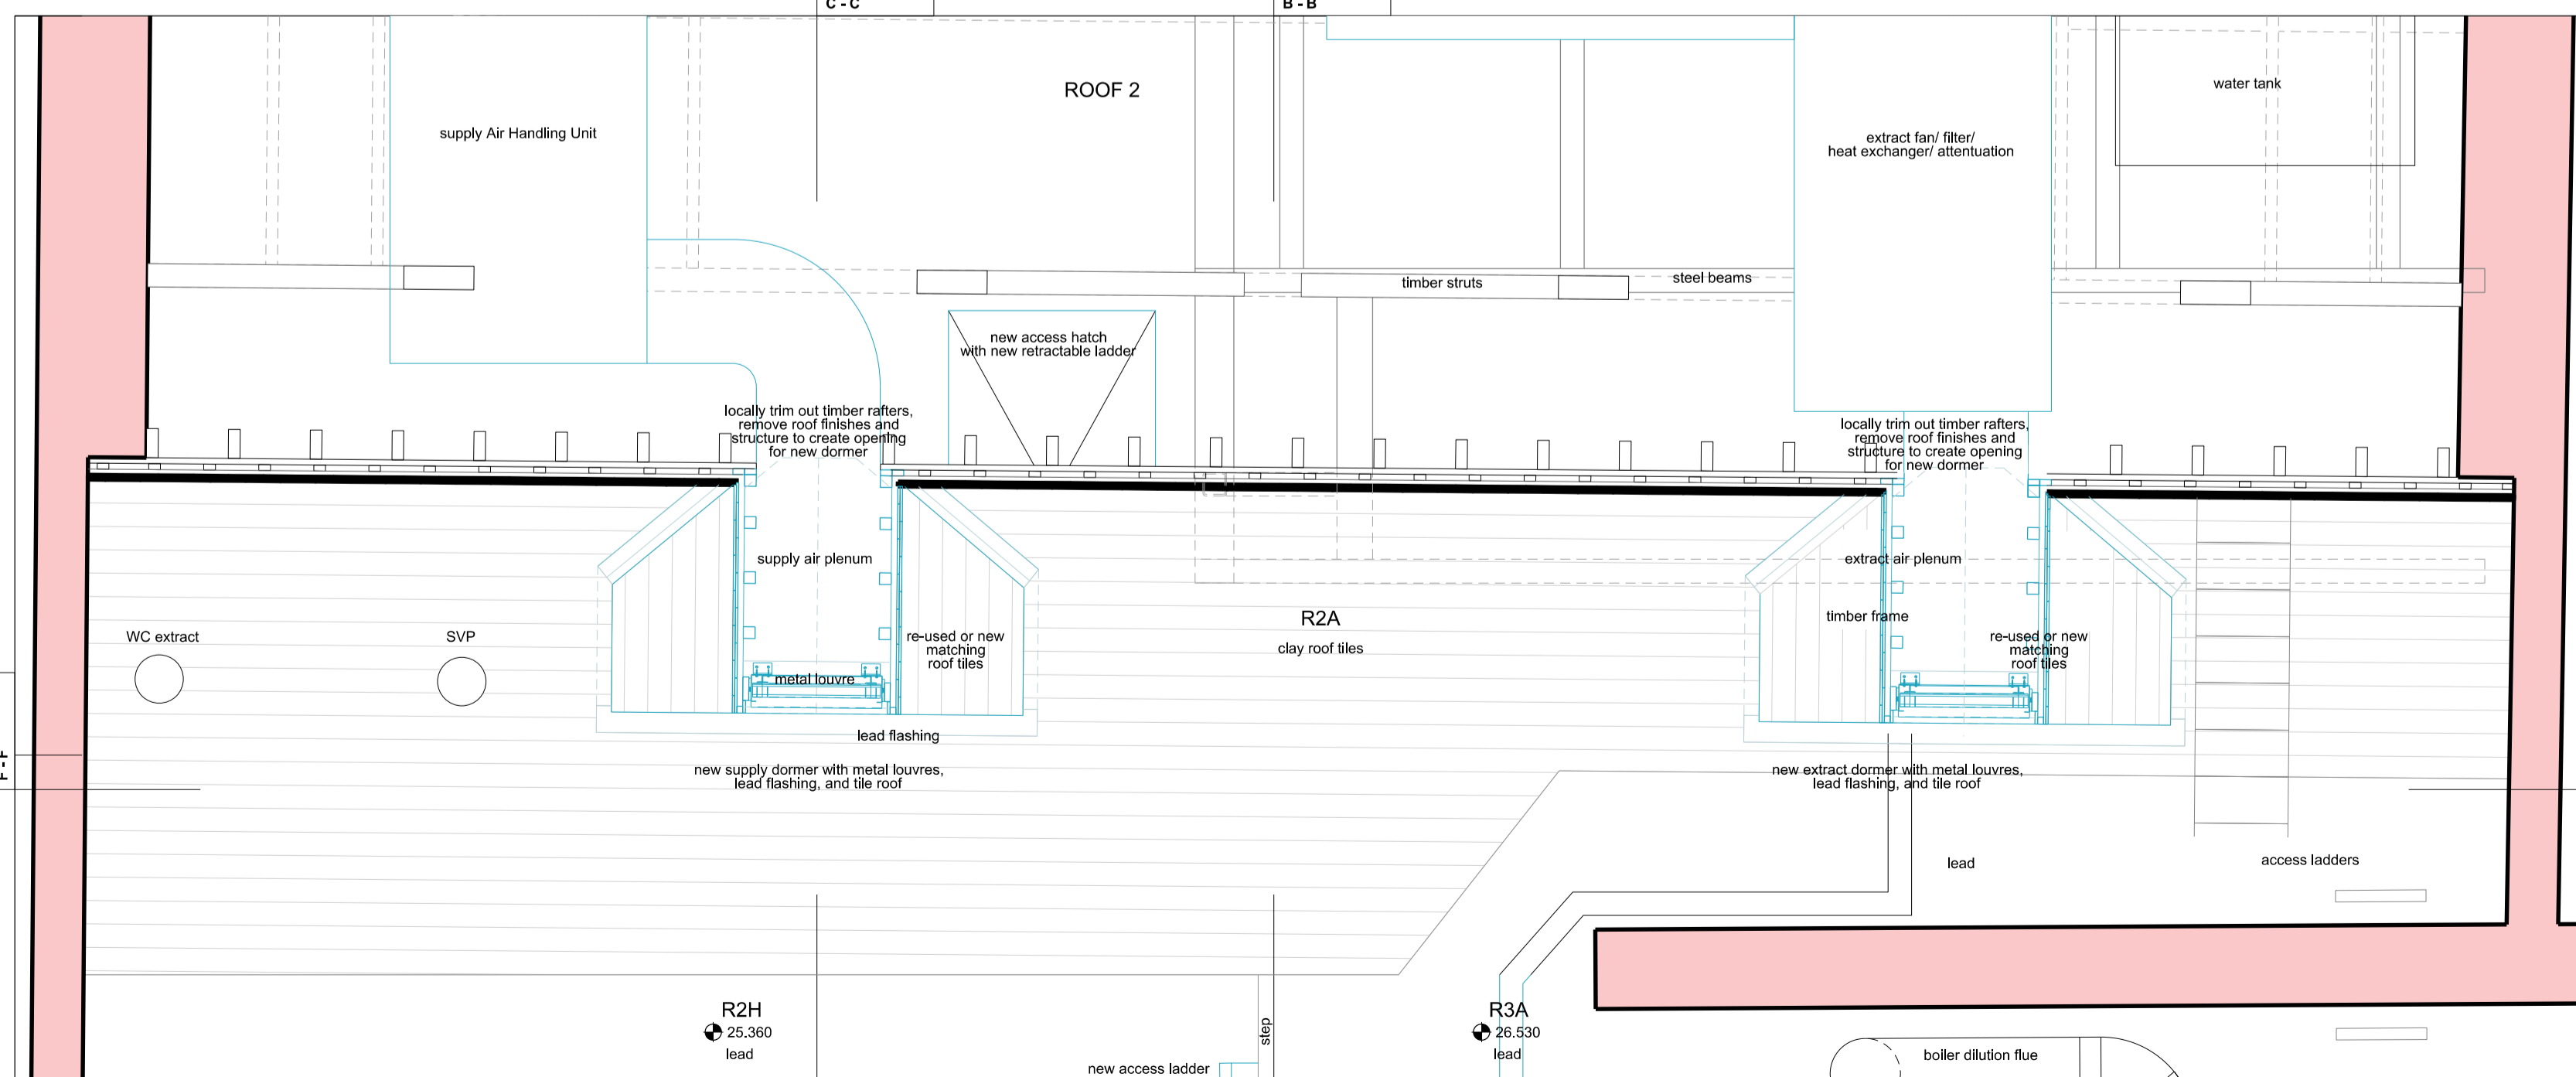 C - C
B - B
ROOF 2
water tank
supply Air Handling Unit
extract fan/ filter/
heat exchanger/ attentuation
timber struts
steel beams
new access hatch
with new retractable ladder
locally trim out timber rafters,
remove roof finishes and
structure to create opening
for new dormer
locally trim out timber rafters,
remove roof finishes and
structure to create opening
for new dormer
supply air plenum
extract air plenum
R2A
clay roof tiles
timber frame
WC extract
SVP
re-used or new
matching
roof tiles
re-used or new
matching
roof tiles
metal louvre
lead flashing
new supply dormer with metal louvres,
lead flashing, and tile roof
new extract dormer with metal louvres,
lead flashing, and tile roof
F - F
lead
access ladders
R2H
25.360
lead
step
R3A
26.530
lead
new access ladder
boiler dilution flue